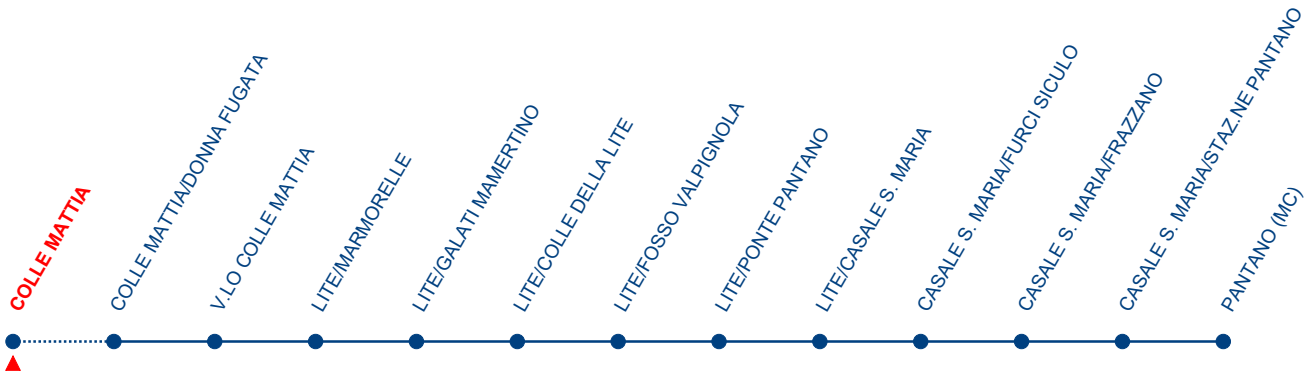 COLLE MATTIA
COLLE MATTIA/DONNA FUGATA
V.LO COLLE MATTIA
LITE/MARMORELLE
LITE/GALATI MAMERTINO
LITE/COLLE DELLA LITE
LITE/FOSSO VALPIGNOLA
LITE/PONTE PANTANO
LITE/CASALE S. MARIA
CASALE S. MARIA/FURCI SICULO
CASALE S. MARIA/FRAZZANO
CASALE S. MARIA/STAZ.NE PANTANO
PANTANO (MC)